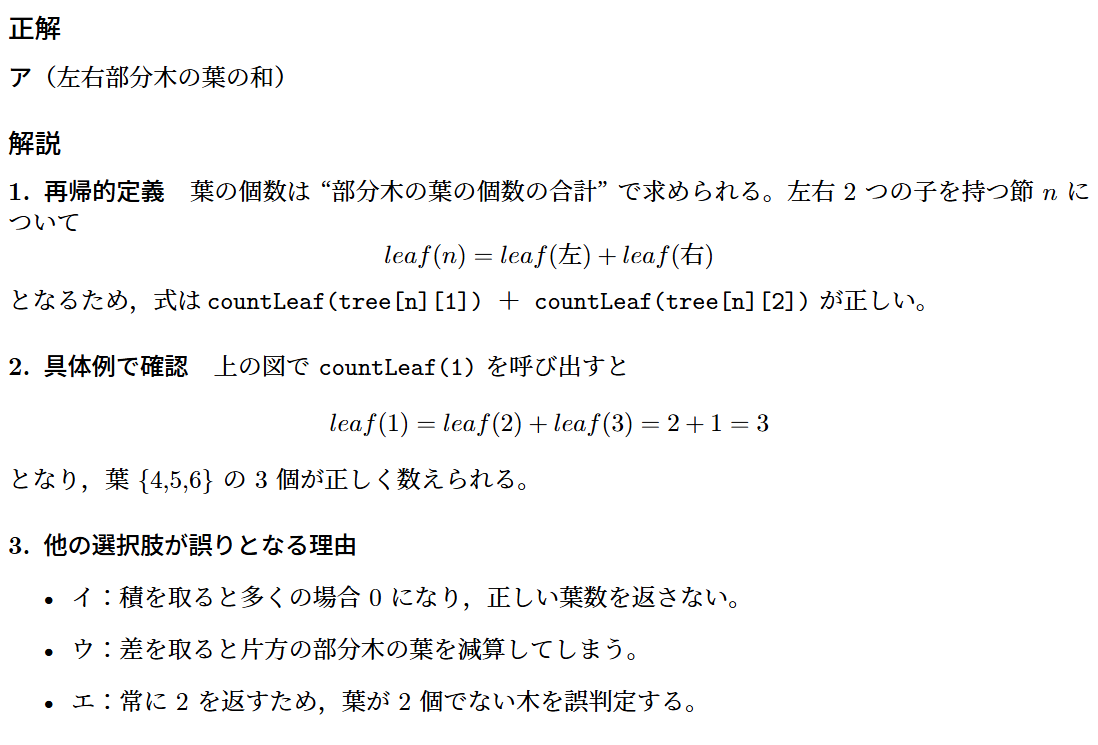 正解
ア（左右部分木の葉の和）
解説
1. 再帰的定義　葉の個数は “部分木の葉の個数の合計” で求められる。左右 2 つの子を持つ節 n に
ついて
leaf(n) = leaf(左) + leaf(右)
となるため，式は countLeaf(tree[n][1]) ＋ countLeaf(tree[n][2]) が正しい。
2. 具体例で確認　上の図で countLeaf(1) を呼び出すと
leaf(1) = leaf(2) + leaf(3) = 2 + 1 = 3
となり，葉 {4,5,6} の 3 個が正しく数えられる。
3. 他の選択肢が誤りとなる理由
• イ：積を取ると多くの場合 0 になり，正しい葉数を返さない。
• ウ：差を取ると片方の部分木の葉を減算してしまう。
• エ：常に 2 を返すため，葉が 2 個でない木を誤判定する。